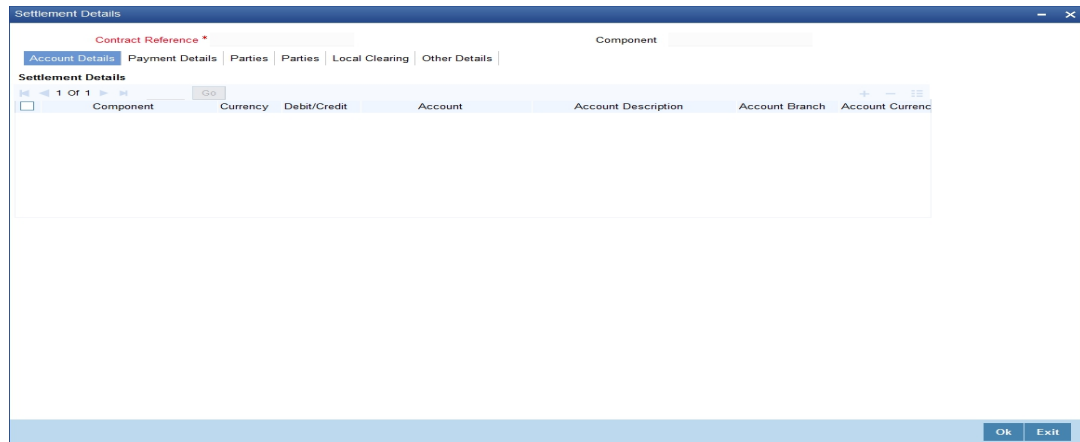 Settlement Details
Contract Reference * Component
Account Details Payment Details Parties Parties Local Clearing Other Details
Settlement Details
1 Of 1 Go
Component Currency Debit/Credit Account Account Description Account Branch Account Currenc
Ok Exit